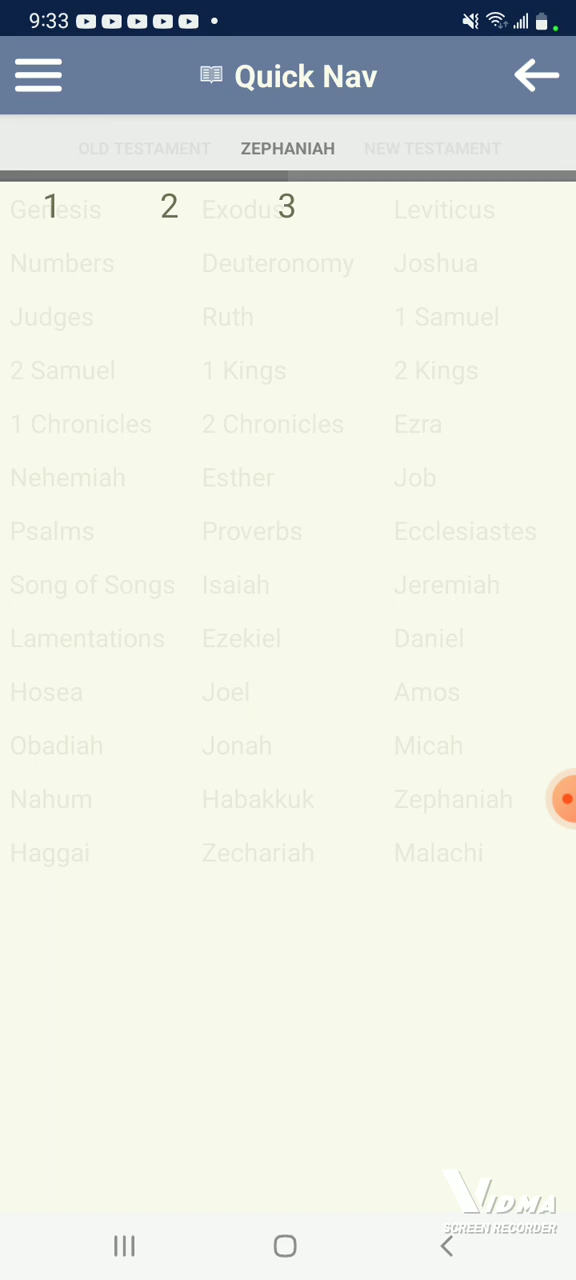 9:33
Quick Nav
OLD TESTAMENT ZEPHANIAH NEW TESTAMENT
1 2 3
Genesis Exodus Leviticus
Numbers Deuteronomy Joshua
Judges Ruth 1 Samuel
2 Samuel 1 Kings 2 Kings
1 Chronicles 2 Chronicles Ezra
Nehemiah Esther Job
Psalms Proverbs Ecclesiastes
Song of Songs Isaiah Jeremiah
Lamentations Ezekiel Daniel
Hosea Joel Amos
Obadiah Jonah Micah
Nahum Habakkuk Zephaniah
Haggai Zechariah Malachi
VIDMA
SCREEN RECORDER